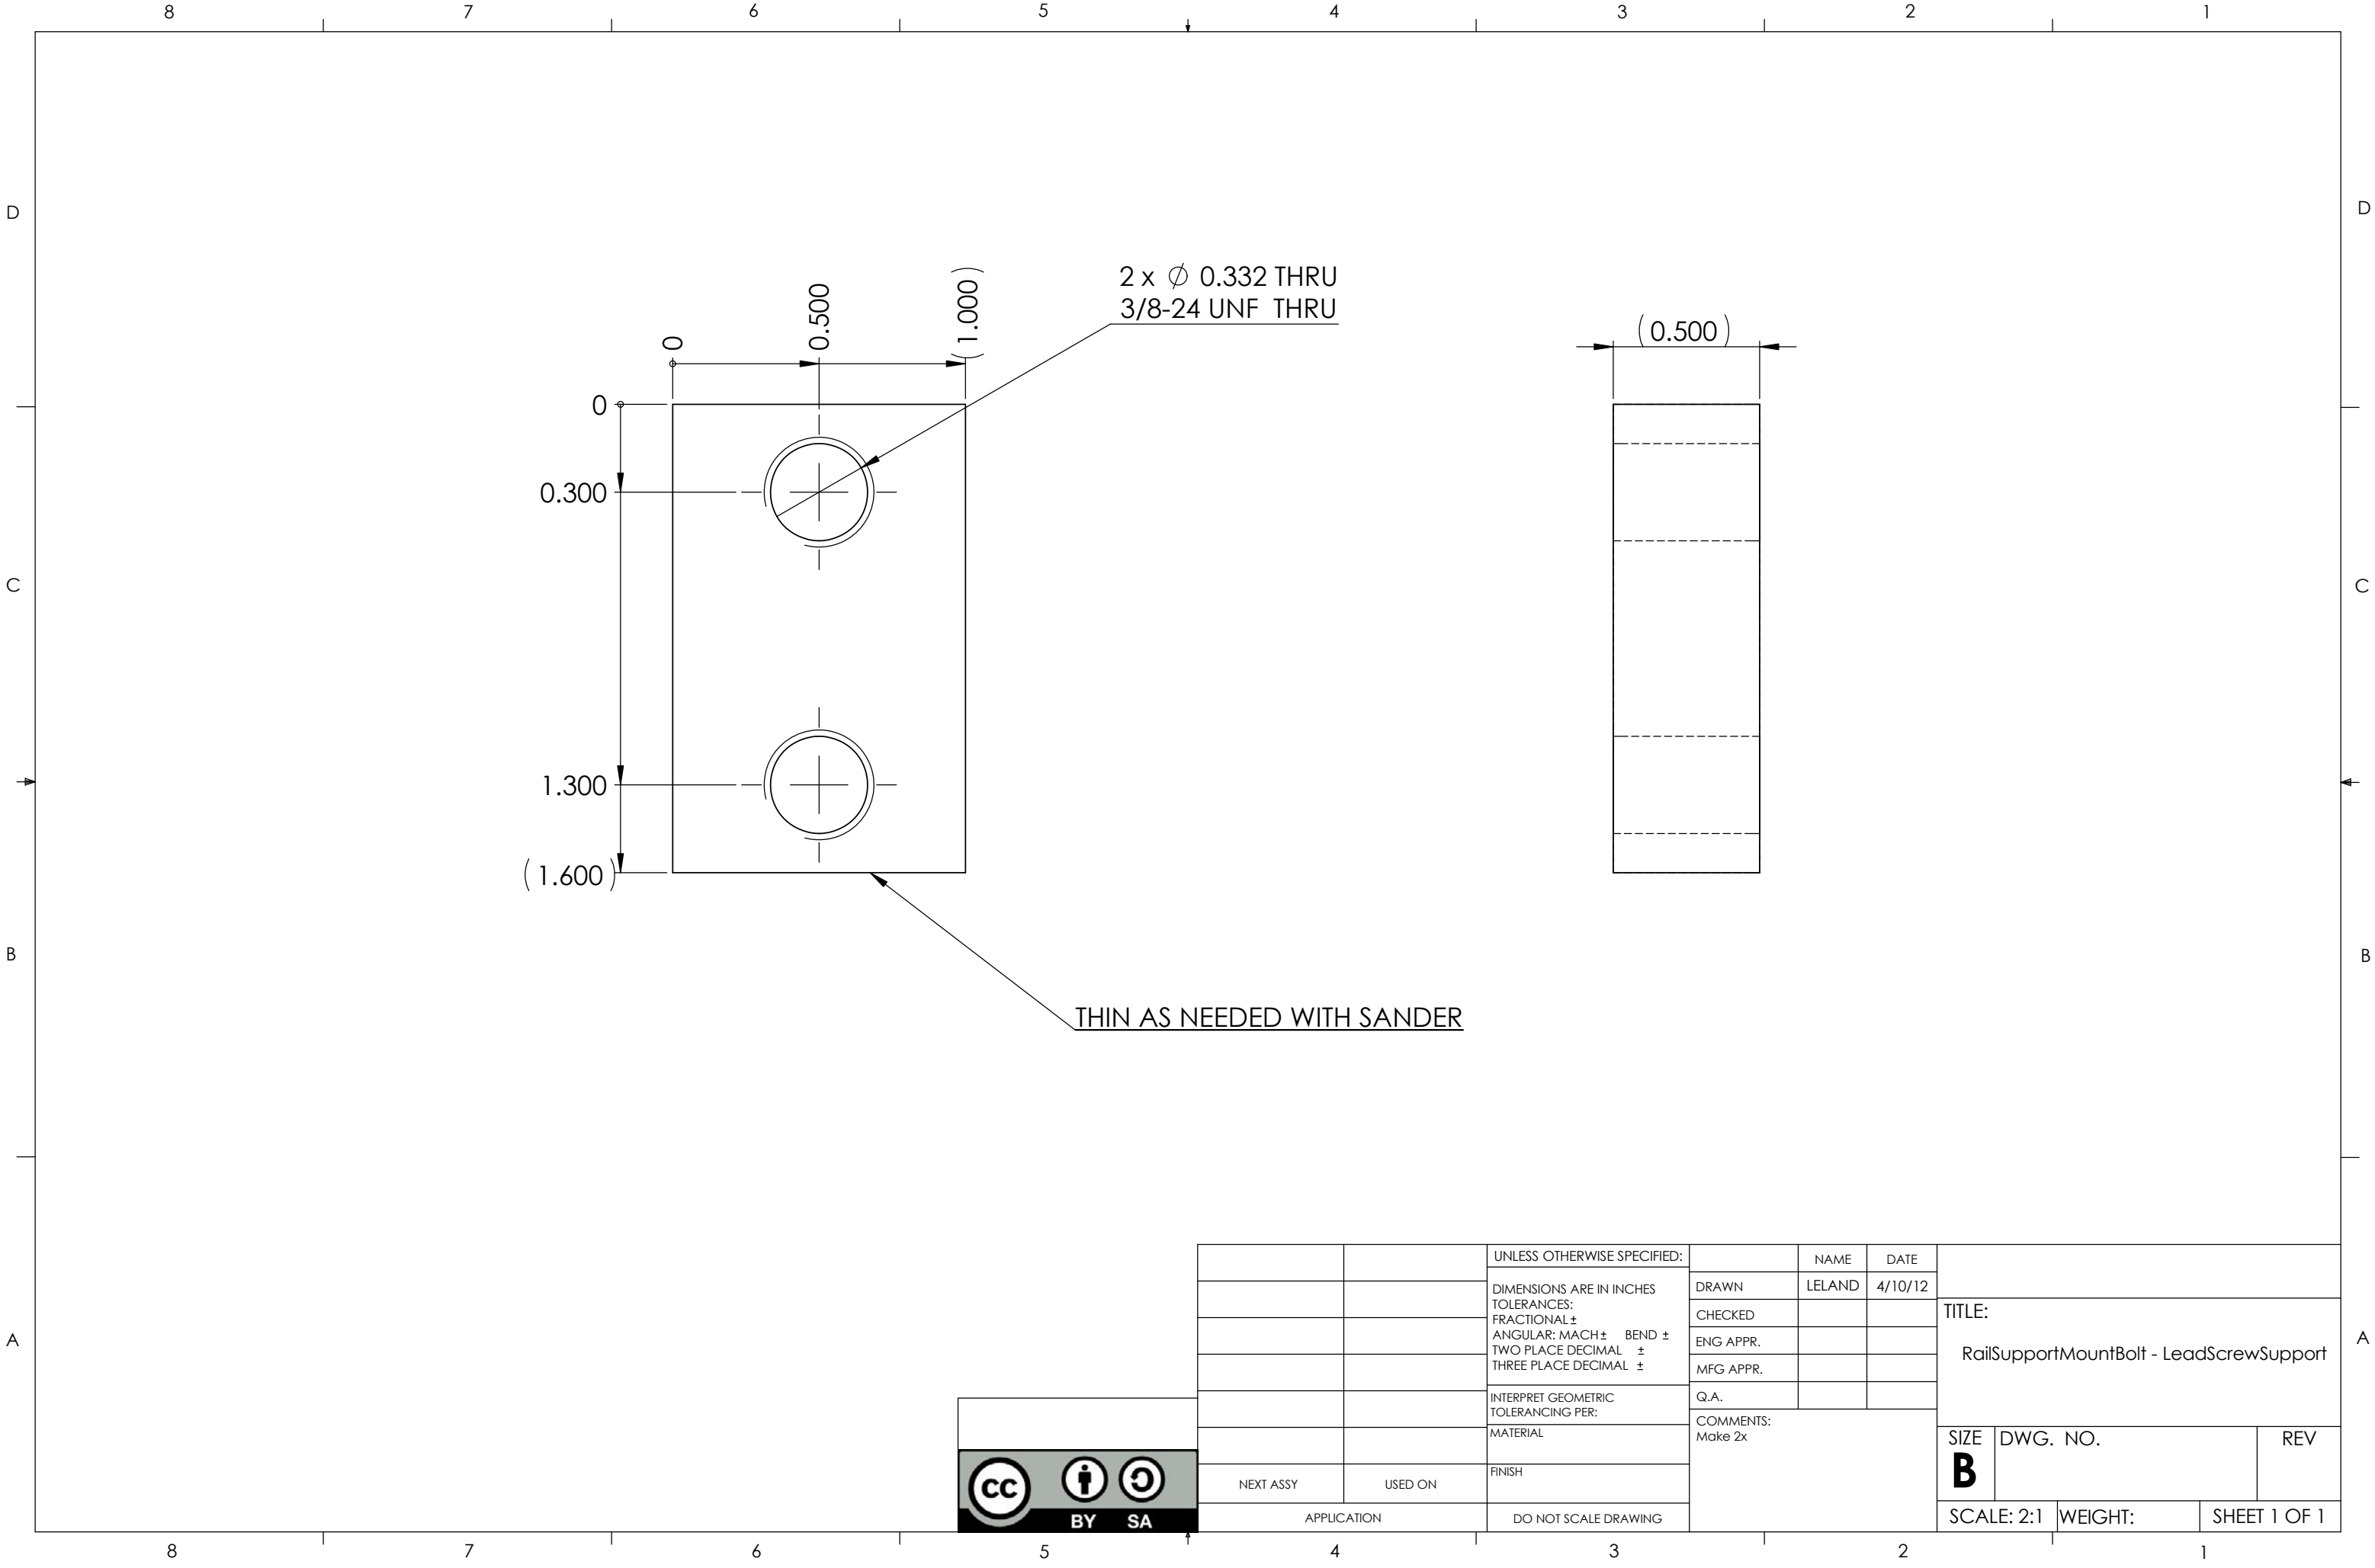 8 7 6 5 4 3 2 1
D D
2 x ∅ 0.332 THRU
3/8-24 UNF THRU
0
0.500
(1.000)
(0.500)
0
0.300
C C
1.300
(1.600)
B B
THIN AS NEEDED WITH SANDER
A A
UNLESS OTHERWISE SPECIFIED:
DIMENSIONS ARE IN INCHES
TOLERANCES:
FRACTIONAL ±
ANGULAR: MACH ± BEND ±
TWO PLACE DECIMAL ±
THREE PLACE DECIMAL ±
INTERPRET GEOMETRIC
TOLERANCING PER:
MATERIAL
FINISH
DO NOT SCALE DRAWING
NEXT ASSY USED ON
APPLICATION
NAME DATE
DRAWN LELAND 4/10/12
CHECKED
ENG APPR.
MFG APPR.
Q.A.
COMMENTS:
Make 2x
TITLE:
RailSupportMountBolt - LeadScrewSupport
SIZE DWG. NO. REV
B
SCALE: 2:1 WEIGHT: SHEET 1 OF 1
cc
BY SA
8 7 6 5 4 3 2 1